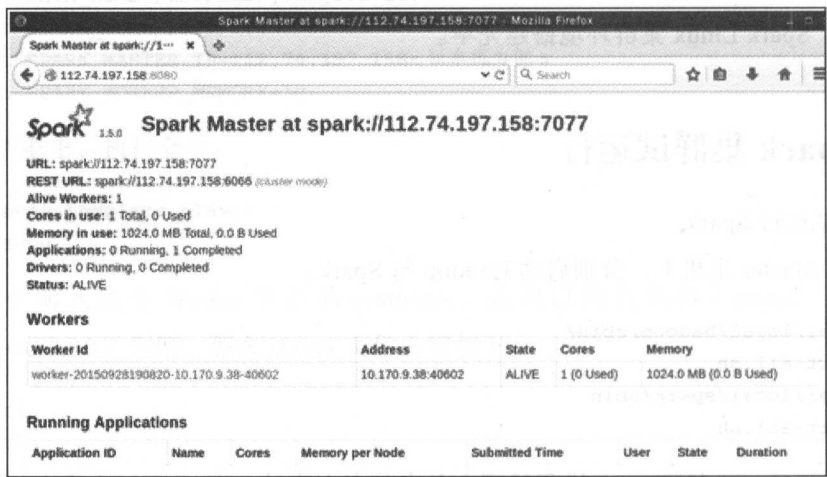 Spark Master at spark://112.74.197.158:7077 - Mozilla Firefox
Spark Master at spark://1···
112.74.197.158:8080
Search
Spark 1.5.0 Spark Master at spark://112.74.197.158:7077
URL: spark://112.74.197.158:7077
REST URL: spark://112.74.197.158:6066 (cluster mode)
Alive Workers: 1
Cores in use: 1 Total, 0 Used
Memory in use: 1024.0 MB Total, 0.0 B Used
Applications: 0 Running, 1 Completed
Drivers: 0 Running, 0 Completed
Status: ALIVE
Workers
Worker Id Address State Cores Memory
worker-20150928190820-10.170.9.38-40602 10.170.9.38:40602 ALIVE 1 (0 Used) 1024.0 MB (0.0 B Used)
Running Applications
Application ID Name Cores Memory per Node Submitted Time User State Duration